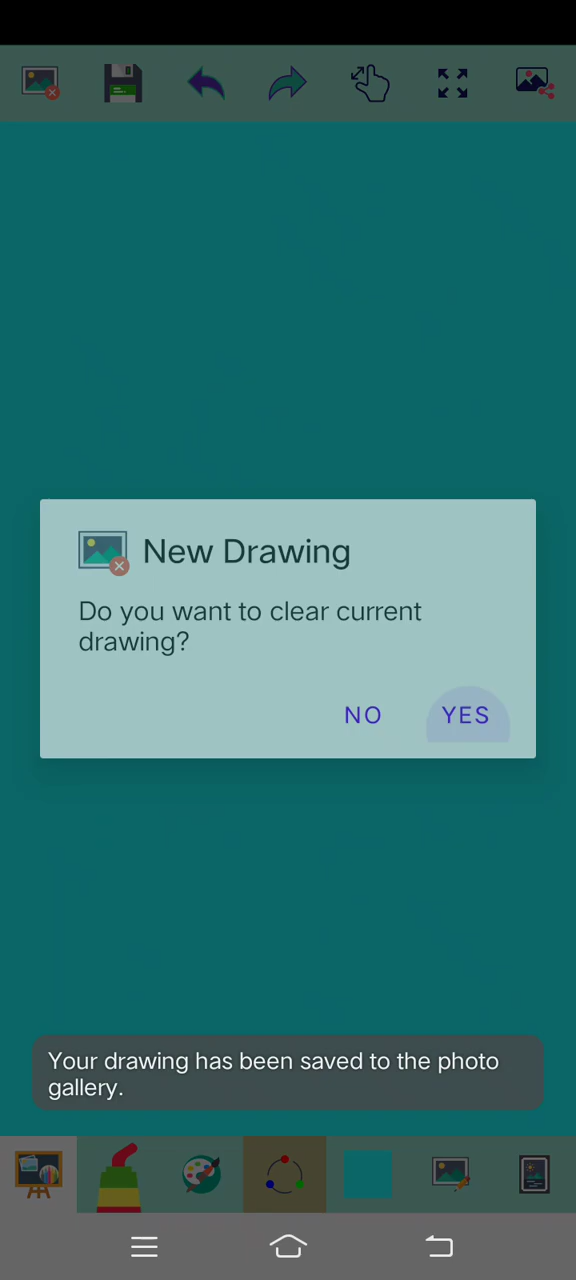 New Drawing
Do you want to clear current
drawing?
NO
YES
Your drawing has been saved to the photo
gallery.